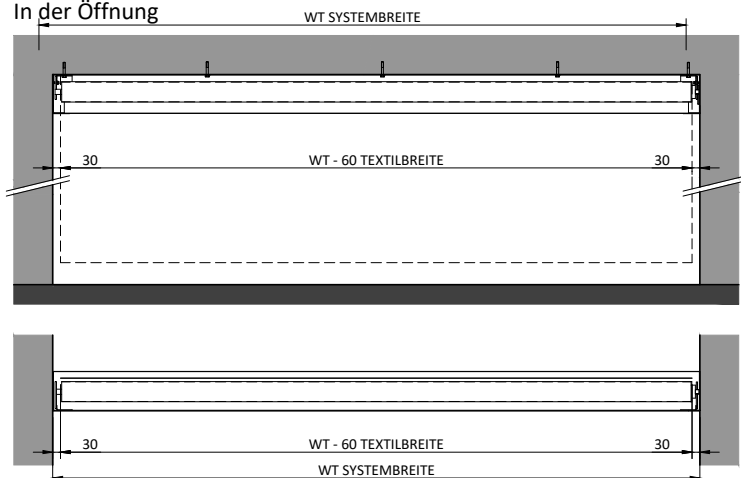 In der Öffnung
WT SYSTEMBREITE
30 WT - 60 TEXTILBREITE 30
30 WT - 60 TEXTILBREITE 30
WT SYSTEMBREITE